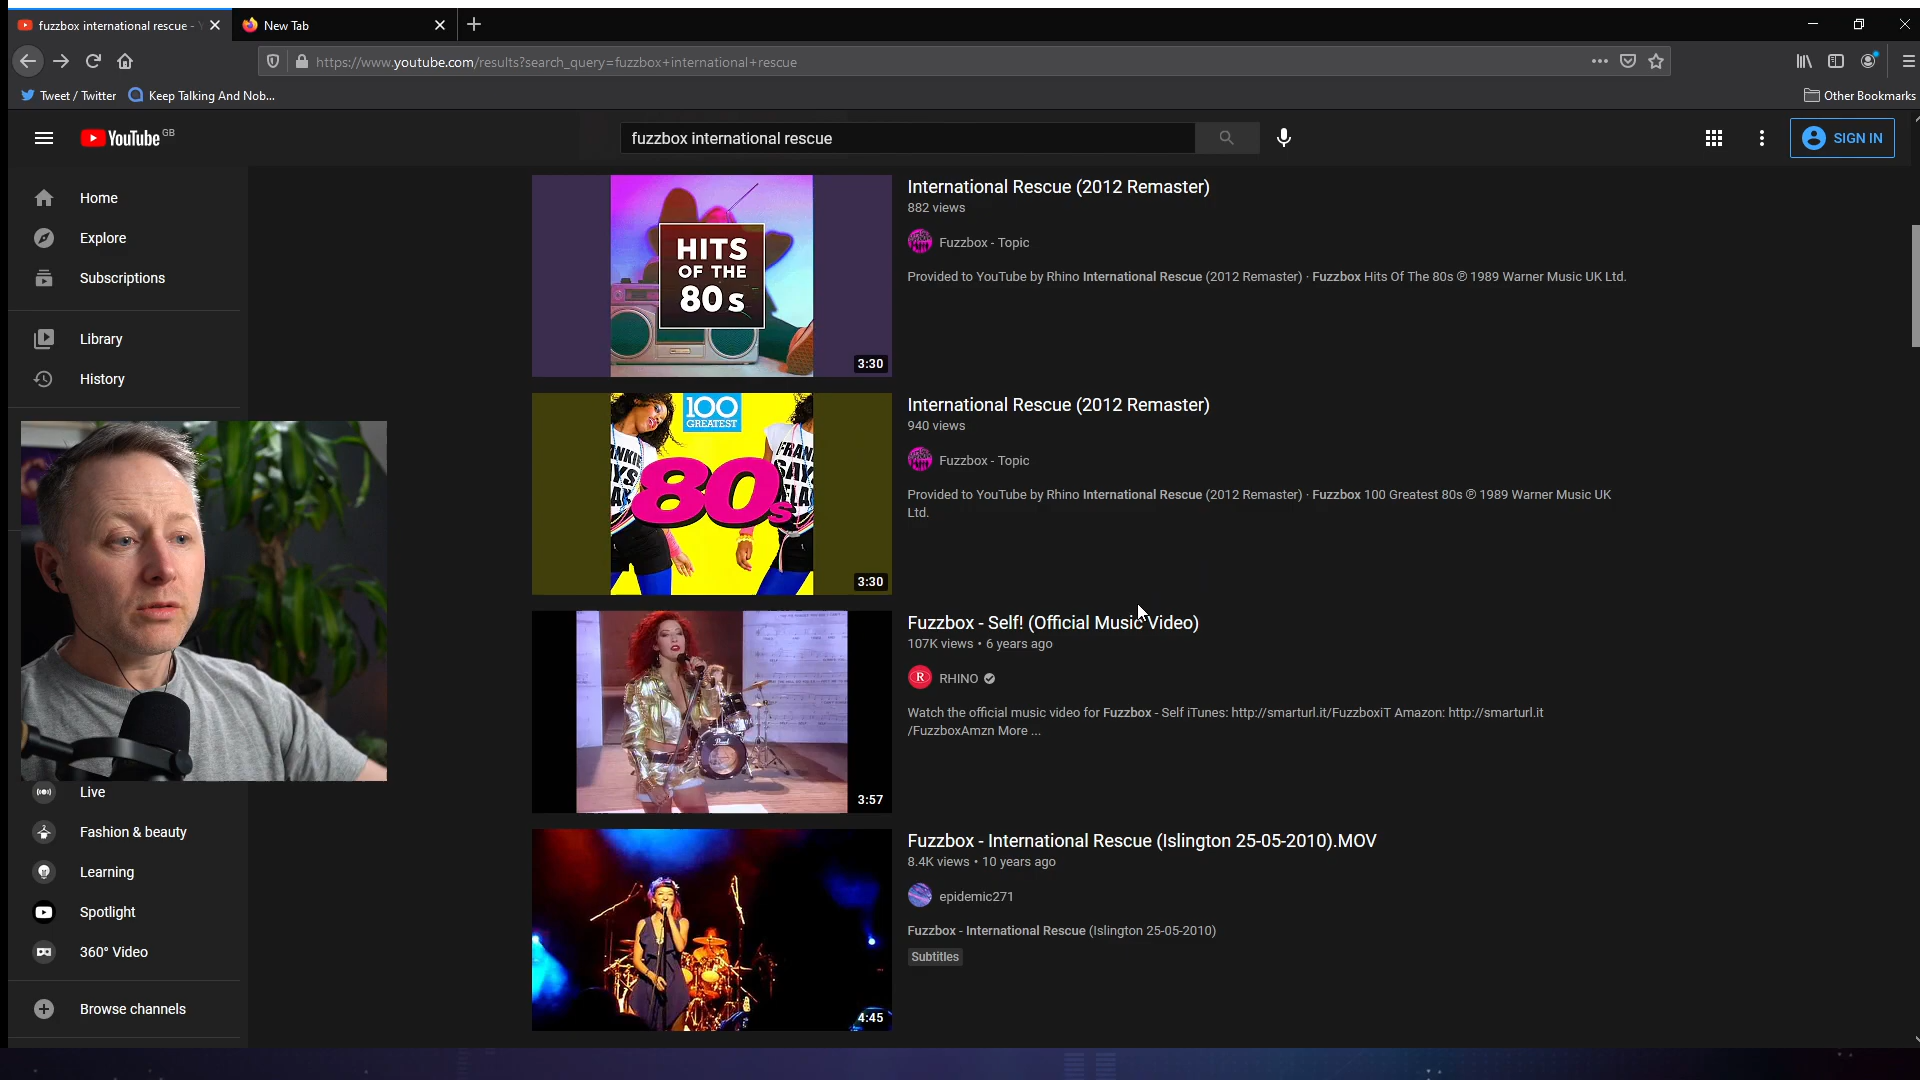 fuzzbox international rescue -
New Tab
https://www.youtube.com/results?search_query=fuzzbox+international+rescue
Tweet / Twitter
Keep Talking And Nob...
Other Bookmarks
YouTube GB
fuzzbox international rescue
SIGN IN
Home
Explore
Subscriptions
Library
History
Live
Fashion & beauty
Learning
Spotlight
360° Video
Browse channels
HITS
OF THE
80s
3:30
International Rescue (2012 Remaster)
882 views
Fuzzbox - Topic
Provided to YouTube by Rhino International Rescue (2012 Remaster) · Fuzzbox Hits Of The 80s ℗ 1989 Warner Music UK Ltd.
100
GREATEST
80s
3:30
International Rescue (2012 Remaster)
940 views
Fuzzbox - Topic
Provided to YouTube by Rhino International Rescue (2012 Remaster) · Fuzzbox 100 Greatest 80s ℗ 1989 Warner Music UK
Ltd.
3:57
Fuzzbox - Self! (Official Music Video)
107K views • 6 years ago
R RHINO
Watch the official music video for Fuzzbox - Self iTunes: http://smarturl.it/FuzzboxiT Amazon: http://smarturl.it
/FuzzboxAmzn More ...
4:45
Fuzzbox - International Rescue (Islington 25-05-2010).MOV
8.4K views • 10 years ago
epidemic271
Fuzzbox - International Rescue (Islington 25-05-2010)
Subtitles